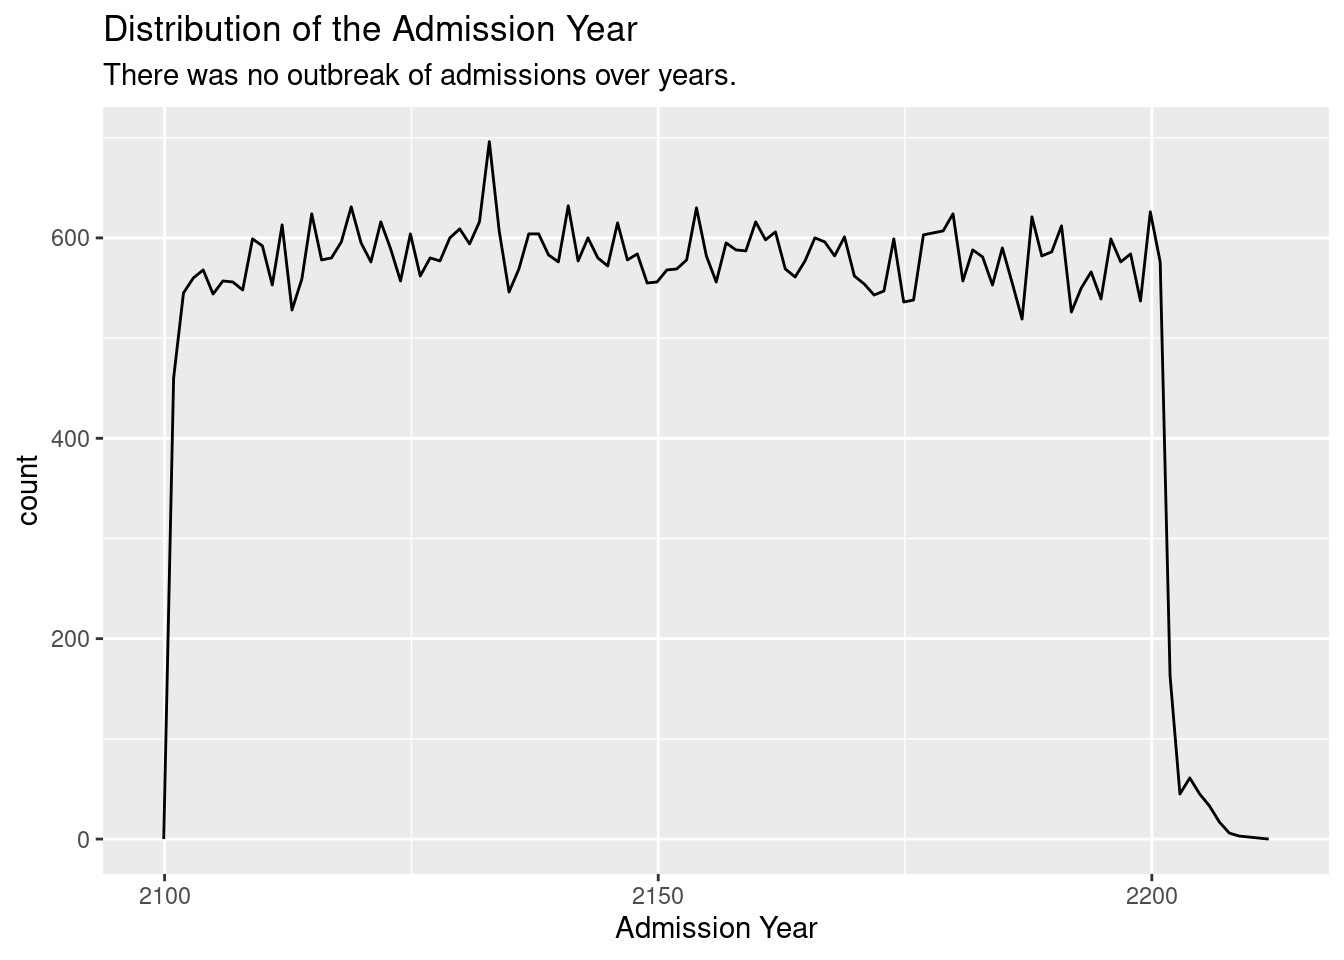 Distribution of the Admission Year
There was no outbreak of admissions over years.
600
400
200
0
count
2100 2150 2200
Admission Year